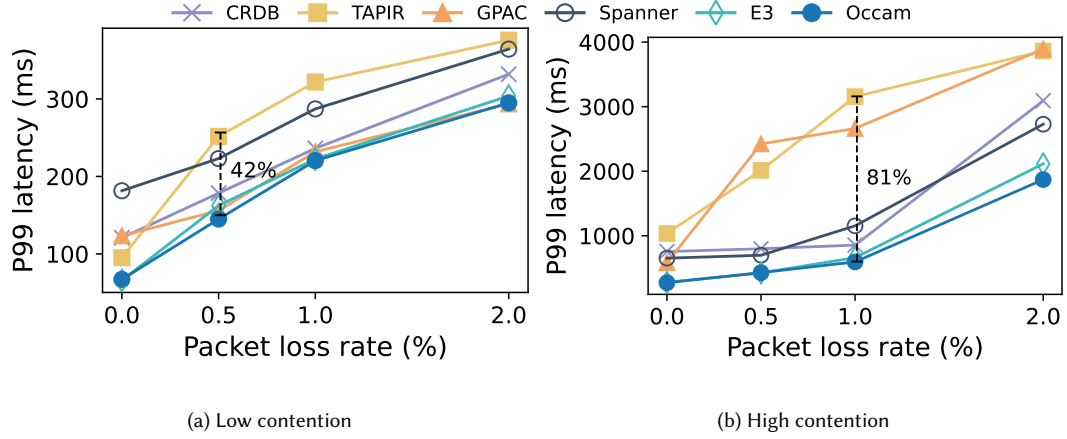 CRDB TAPIR GPAC Spanner E3 Occam
P99 latency (ms)
300
200
100
42%
0.0 0.5 1.0 2.0
Packet loss rate (%)
(a) Low contention
P99 latency (ms)
4000
3000
2000
1000
81%
0.0 0.5 1.0 2.0
Packet loss rate (%)
(b) High contention